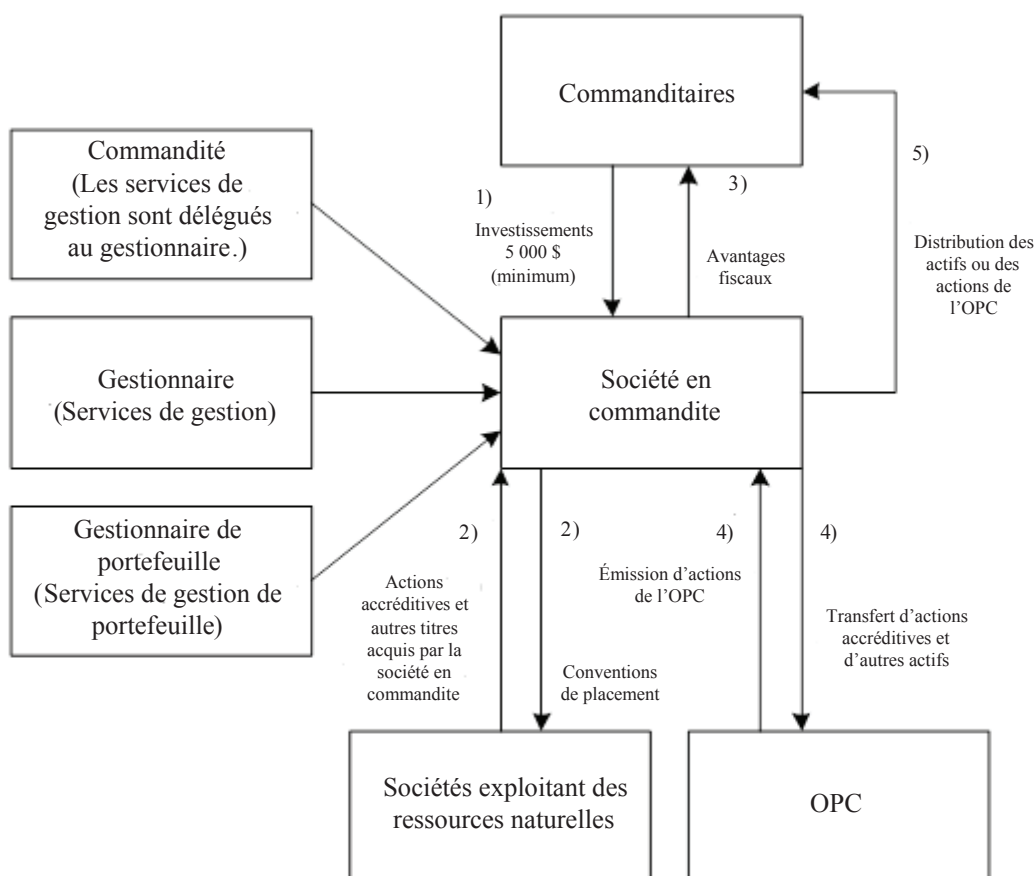 Commanditaires
Commandité
(Les services de
gestion sont délégués
au gestionnaire.)
1)
Investissements
5 000 $
(minimum)
3)
Avantages
fiscaux
5)
Distribution des
actifs ou des
actions de
l’OPC
Gestionnaire
(Services de gestion)
Société en
commandite
Gestionnaire de
portefeuille
(Services de gestion de
portefeuille)
2)
Actions
accréditives et
autres titres
acquis par la
société en
commandite
2)
Conventions
de placement
4)
Émission d’actions
de l’OPC
4)
Transfert d’actions
accréditives et
d’autres actifs
Sociétés exploitant des
ressources naturelles
OPC